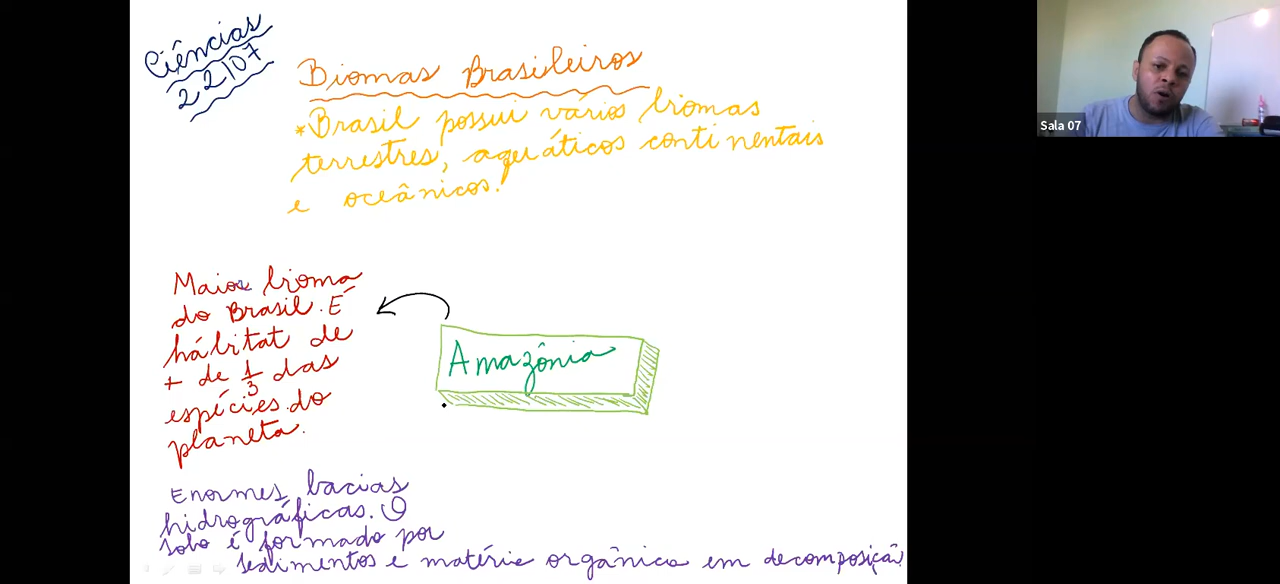 Ciências
22/07
Biomas Brasileiros
*Brasil possui vários biomas
terrestres, aquáticos continentais
e oceânicos.
Maior bioma
do Brasil. É
hábitat de
+ de 1/3 das
espécies do
planeta.
Amazônia
Enormes bacias
hidrográficas. O
solo é formado por
sedimentos e matéria orgânica em decomposição
Sala 07